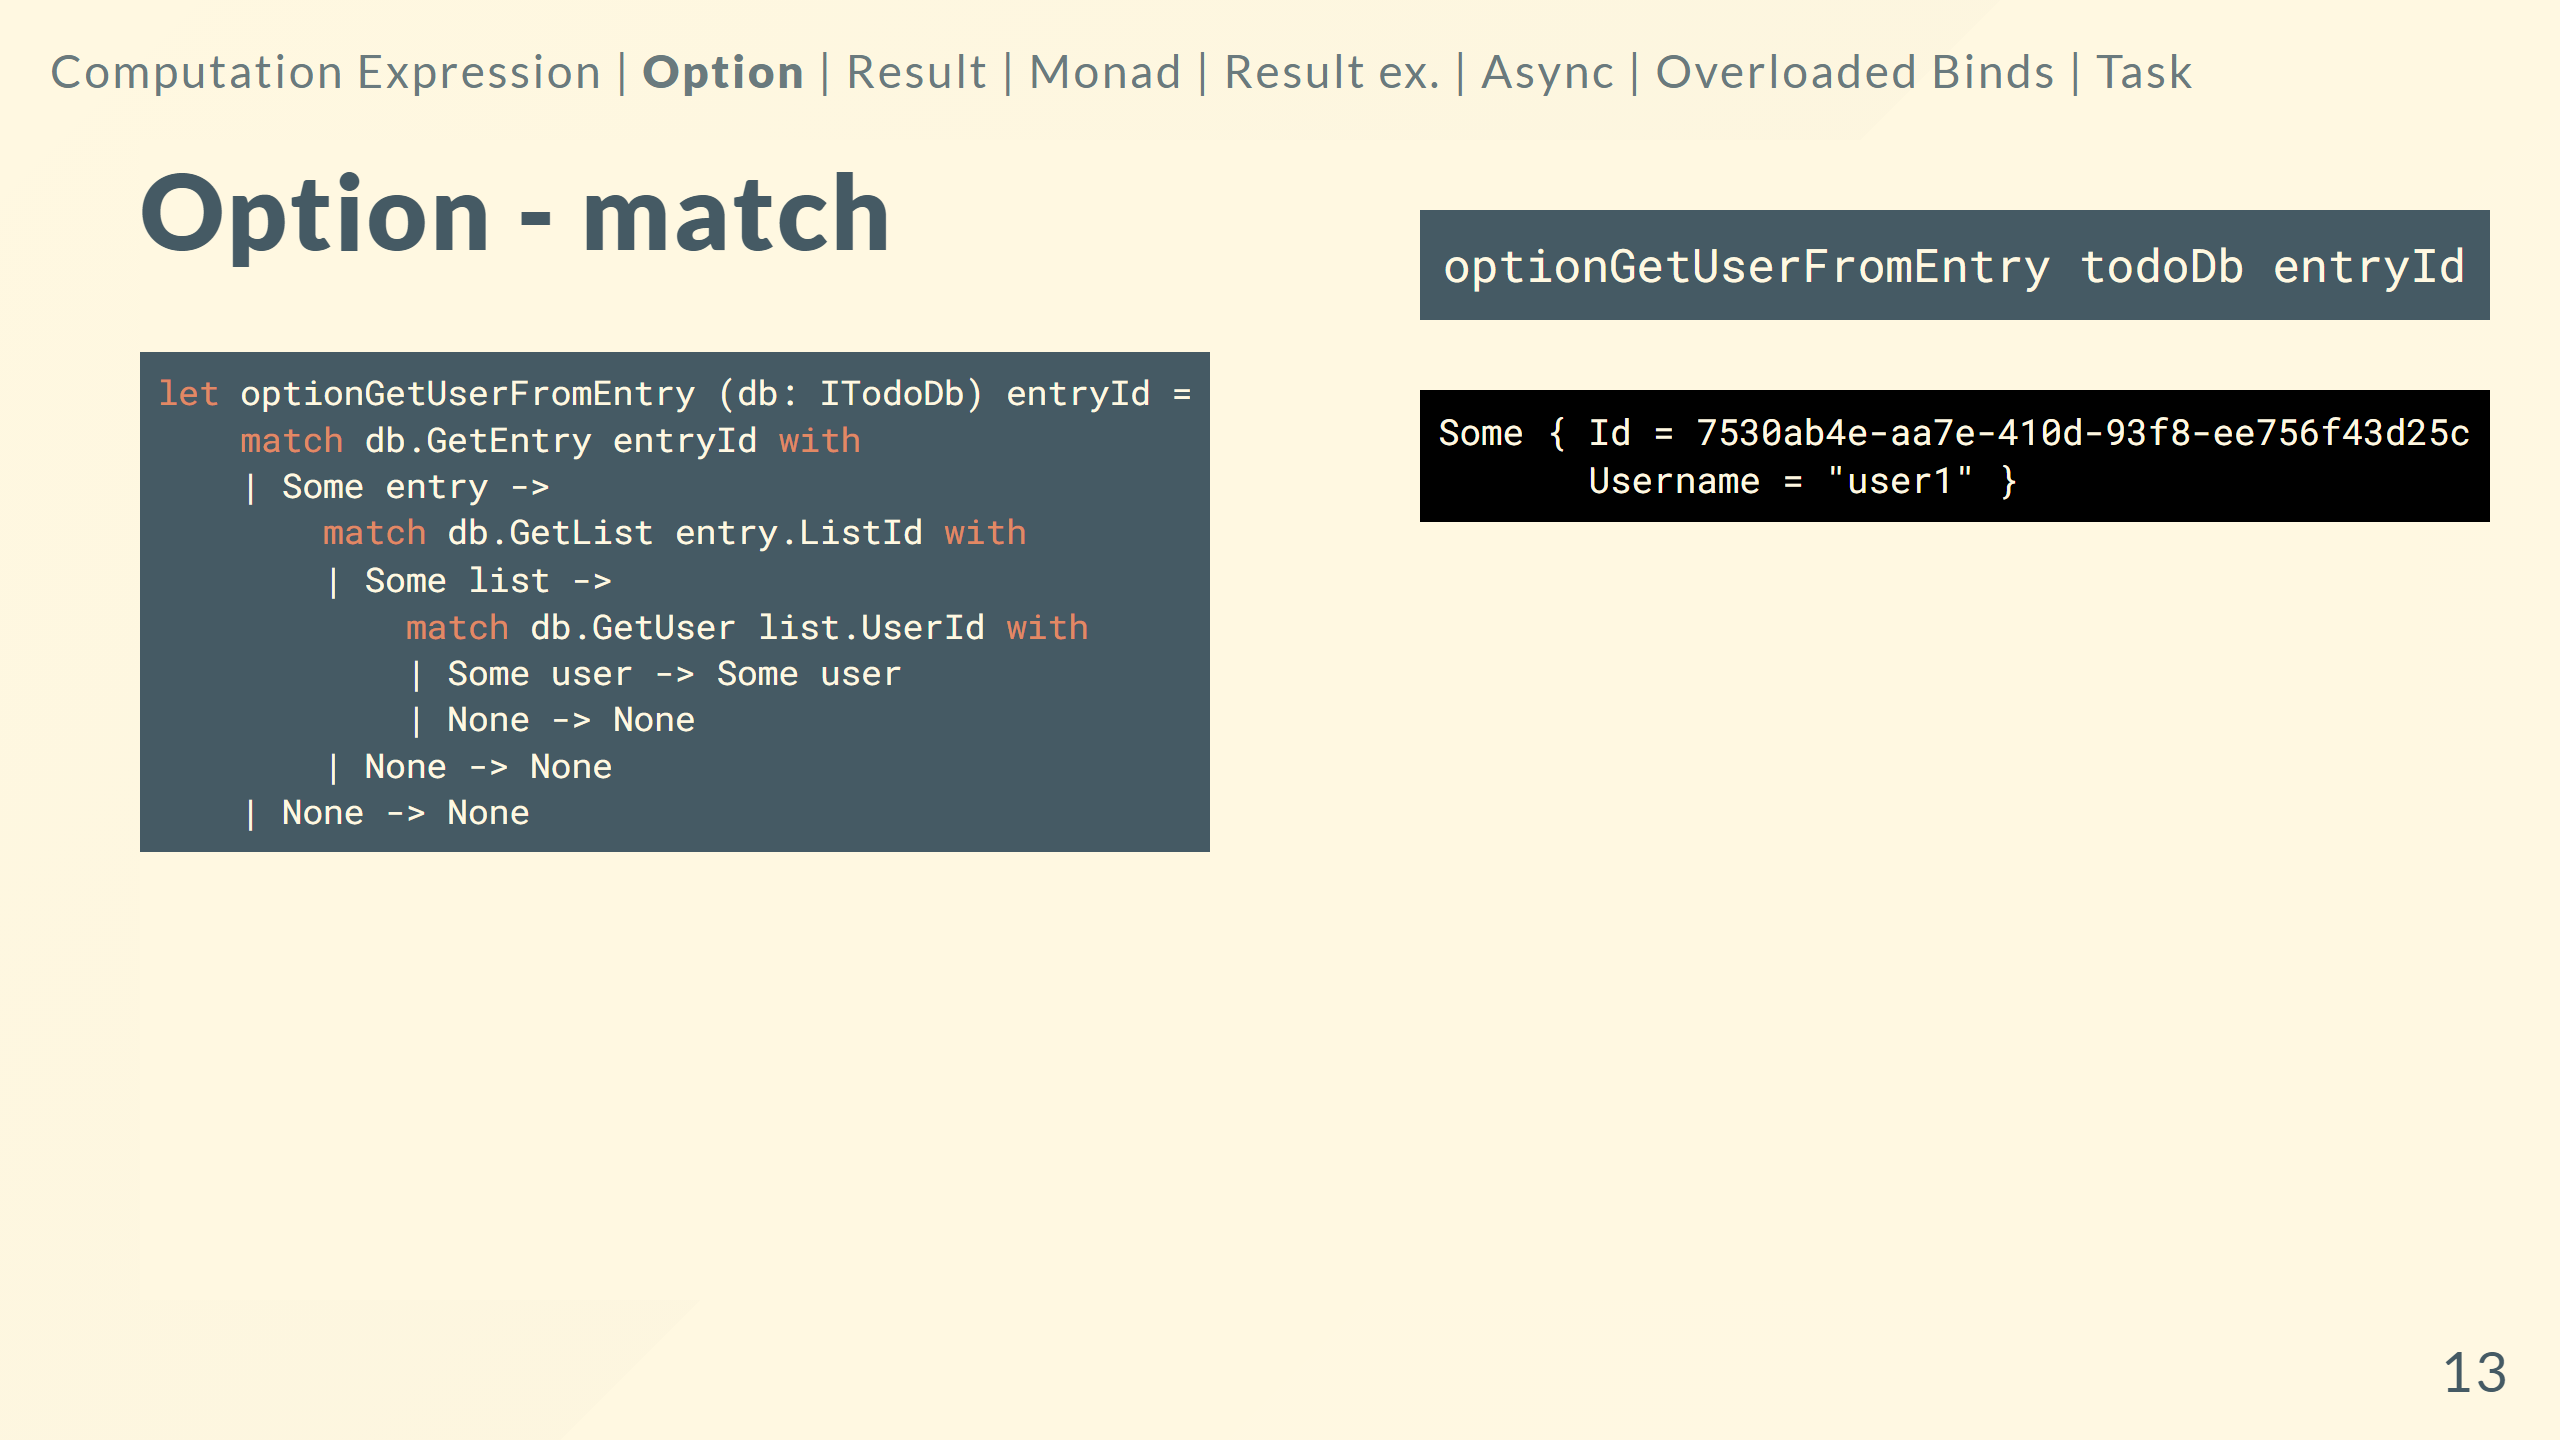 Computation Expression | Option | Result | Monad | Result ex. | Async | Overloaded Binds | Task
Option - match
let optionGetUserFromEntry (db: ITodoDb) entryId =
    match db.GetEntry entryId with
    | Some entry ->
        match db.GetList entry.ListId with
        | Some list ->
            match db.GetUser list.UserId with
            | Some user -> Some user
            | None -> None
        | None -> None
    | None -> None
optionGetUserFromEntry todoDb entryId
Some { Id = 7530ab4e-aa7e-410d-93f8-ee756f43d25c
       Username = "user1" }
13